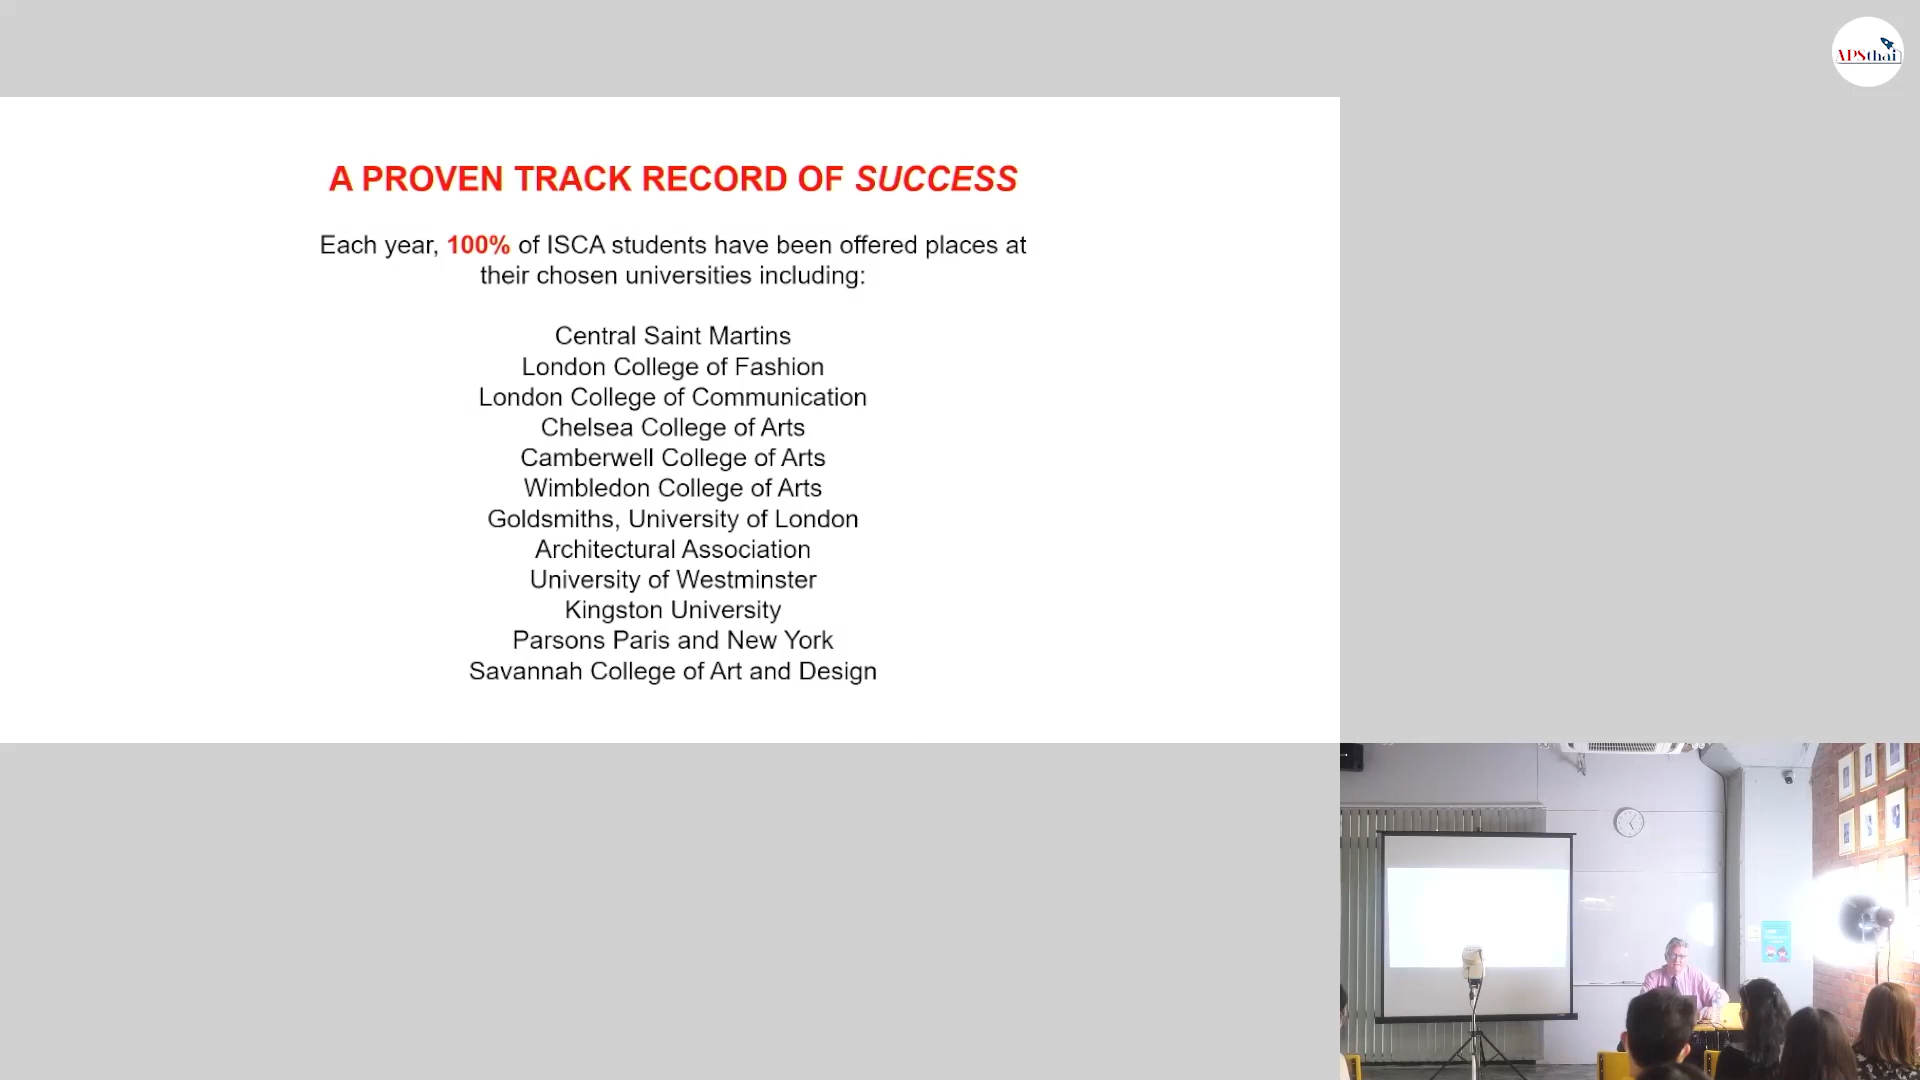 APSthai
A PROVEN TRACK RECORD OF SUCCESS
Each year, 100% of ISCA students have been offered places at
their chosen universities including:
Central Saint Martins
London College of Fashion
London College of Communication
Chelsea College of Arts
Camberwell College of Arts
Wimbledon College of Arts
Goldsmiths, University of London
Architectural Association
University of Westminster
Kingston University
Parsons Paris and New York
Savannah College of Art and Design